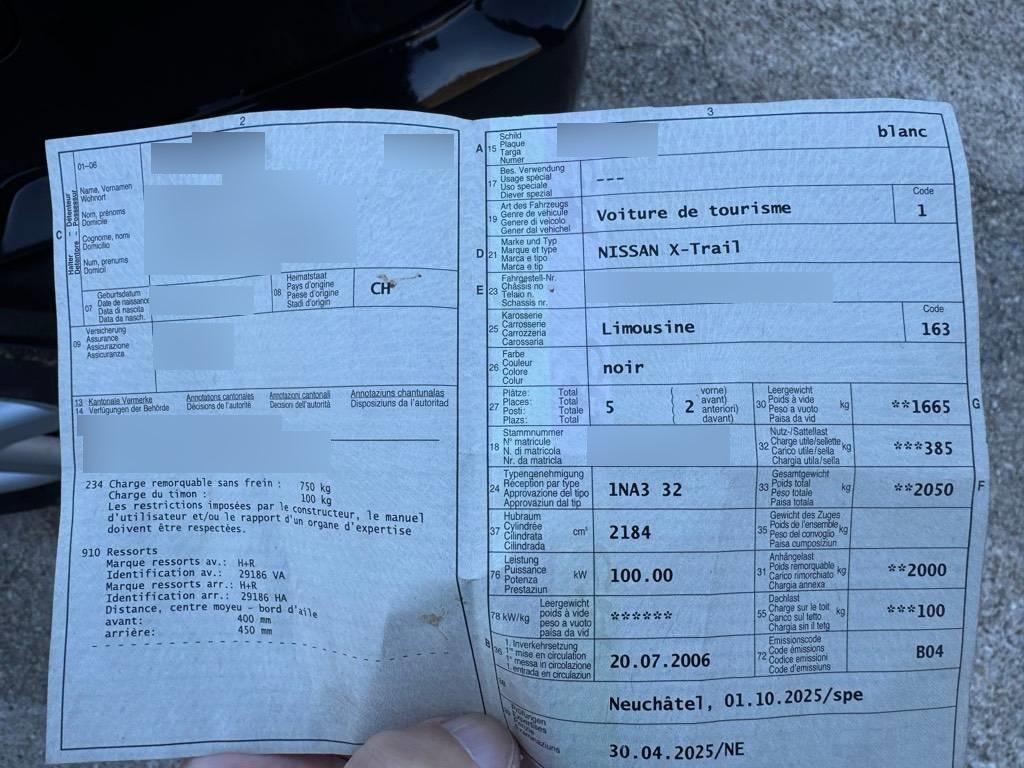 2
01–06
Name, Vornamen
Wohnort
Nom, prénoms
Domicile
Cognome, nomi
Domicilio
Num, prenums
Domicil
C
Halter Détenteur
Detentore Possessur
07
Geburtsdatum
Date de naissance
Data di nascita
Data da nasch.
08
Heimatstaat
Pays d'origine
Paese d'origine
Stadi d'origin
CH
09
Versicherung
Assurance
Assicurazione
Assicuranza
13 Kantonale Vermerke Annotations cantonales Annotazioni cantonali Annotaziuns chantunalas
14 Verfügungen der Behörde Décisions de l'autorité Decisioni dell'autorità Disposiziuns da l'autoritad
234 Charge remorquable sans frein : 750 kg
Charge du timon : 100 kg
Les restrictions imposées par le constructeur, le manuel
d'utilisateur et/ou le rapport d'un organe d'expertise
doivent être respectées.
910 Ressorts
Marque ressorts av.: H+R
Identification av.: 29186 VA
Marque ressorts arr.: H+R
Identification arr.: 29186 HA
Distance, centre moyeu - bord d'aile
avant: 400 mm
arrière: 450 mm
3
A 15
Schild
Plaque
Targa
Numer
blanc
17
Bes. Verwendung
Usage spécial
Uso speciale
Diever spezial
---
19
Art des Fahrzeugs
Genre de véhicule
Genere di veicolo
Gener dal vehichel
Voiture de tourisme
Code
1
D 21
Marke und Typ
Marque et type
Marca e tipo
Marca e tip
NISSAN X-Trail
E 23
Fahrgestell-Nr.
Châssis no
Telaio n.
Schassis nr.
25
Karosserie
Carrosserie
Carrozzeria
Carossaria
Limousine
Code
163
26
Farbe
Couleur
Colore
Colur
noir
27
Plätze: Total
Places: Total
Posti: Totale
Plazs: Total
5
( vorne)
( 2 avant)
anteriori)
( davant)
30
Leergewicht
Poids à vide
Peso a vuoto
Paisa da vid
kg
**1665
G
18
Stammnummer
N° matricule
N. di matricola
Nr. da matricla
32
Nutz-/Sattellast
Charge utile/sellette
Carico utile/sella
Chargia utila/sella
kg
***385
24
Typengenehmigung
Réception par type
Approvazione del tipo
Approvaziun dal tip
1NA3 32
33
Gesamtgewicht
Poids total
Peso totale
Paisa totala
kg
**2050
F
37
Hubraum
Cylindrée
Cilindrata
Cilindrada
cm³
2184
35
Gewicht des Zuges
Poids de l'ensemble
Peso del convoglio
Paisa cumposiziun
kg
76
Leistung
Puissance
Potenza
Prestaziun
kW
100.00
31
Anhängelast
Poids remorquable
Carico rimorchiato
Chargia annexa
kg
**2000
78 kW/kg
Leergewicht
poids à vide
peso a vuoto
paisa da vid
******
55
Dachlast
Charge sur le toit
Carico sul tetto
Chargia sin il tetg
kg
***100
B 36
1. Inverkehrsetzung
1re mise en circulation
1a messa in circolazione
1. entrada en circulaziun
20.07.2006
72
Emissionscode
Code émissions
Codice emissioni
Code d'emissiuns
B04
38
Neuchâtel, 01.10.2025/spe
39
Prüfungen
Expertises
30.04.2025/NE